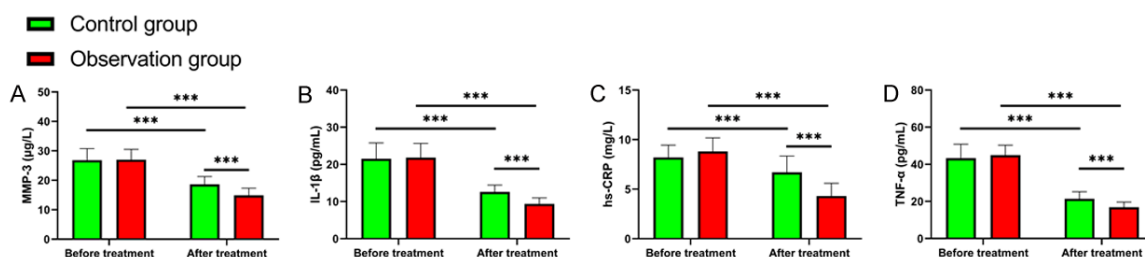 Control group
Observation group
A
MMP-3 (μg/L)
50
40
30
20
10
0
***
***
***
Before treatment
After treatment
B
IL-1β (pg/mL)
40
30
20
10
0
***
***
***
Before treatment
After treatment
C
hs-CRP (mg/L)
15
10
5
0
***
***
***
Before treatment
After treatment
D
TNF-α (pg/mL)
80
60
40
20
0
***
***
***
Before treatment
After treatment